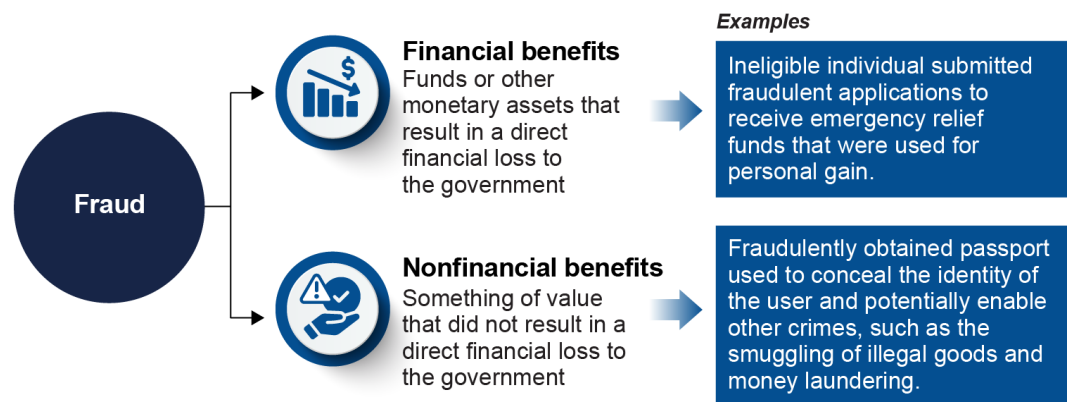 Examples
Fraud
$
Financial benefits
Funds or other
monetary assets that
result in a direct
financial loss to
the government
Ineligible individual submitted
fraudulent applications to
receive emergency relief
funds that were used for
personal gain.
Nonfinancial benefits
Something of value
that did not result in a
direct financial loss to
the government
Fraudulently obtained passport
used to conceal the identity of
the user and potentially enable
other crimes, such as the
smuggling of illegal goods and
money laundering.